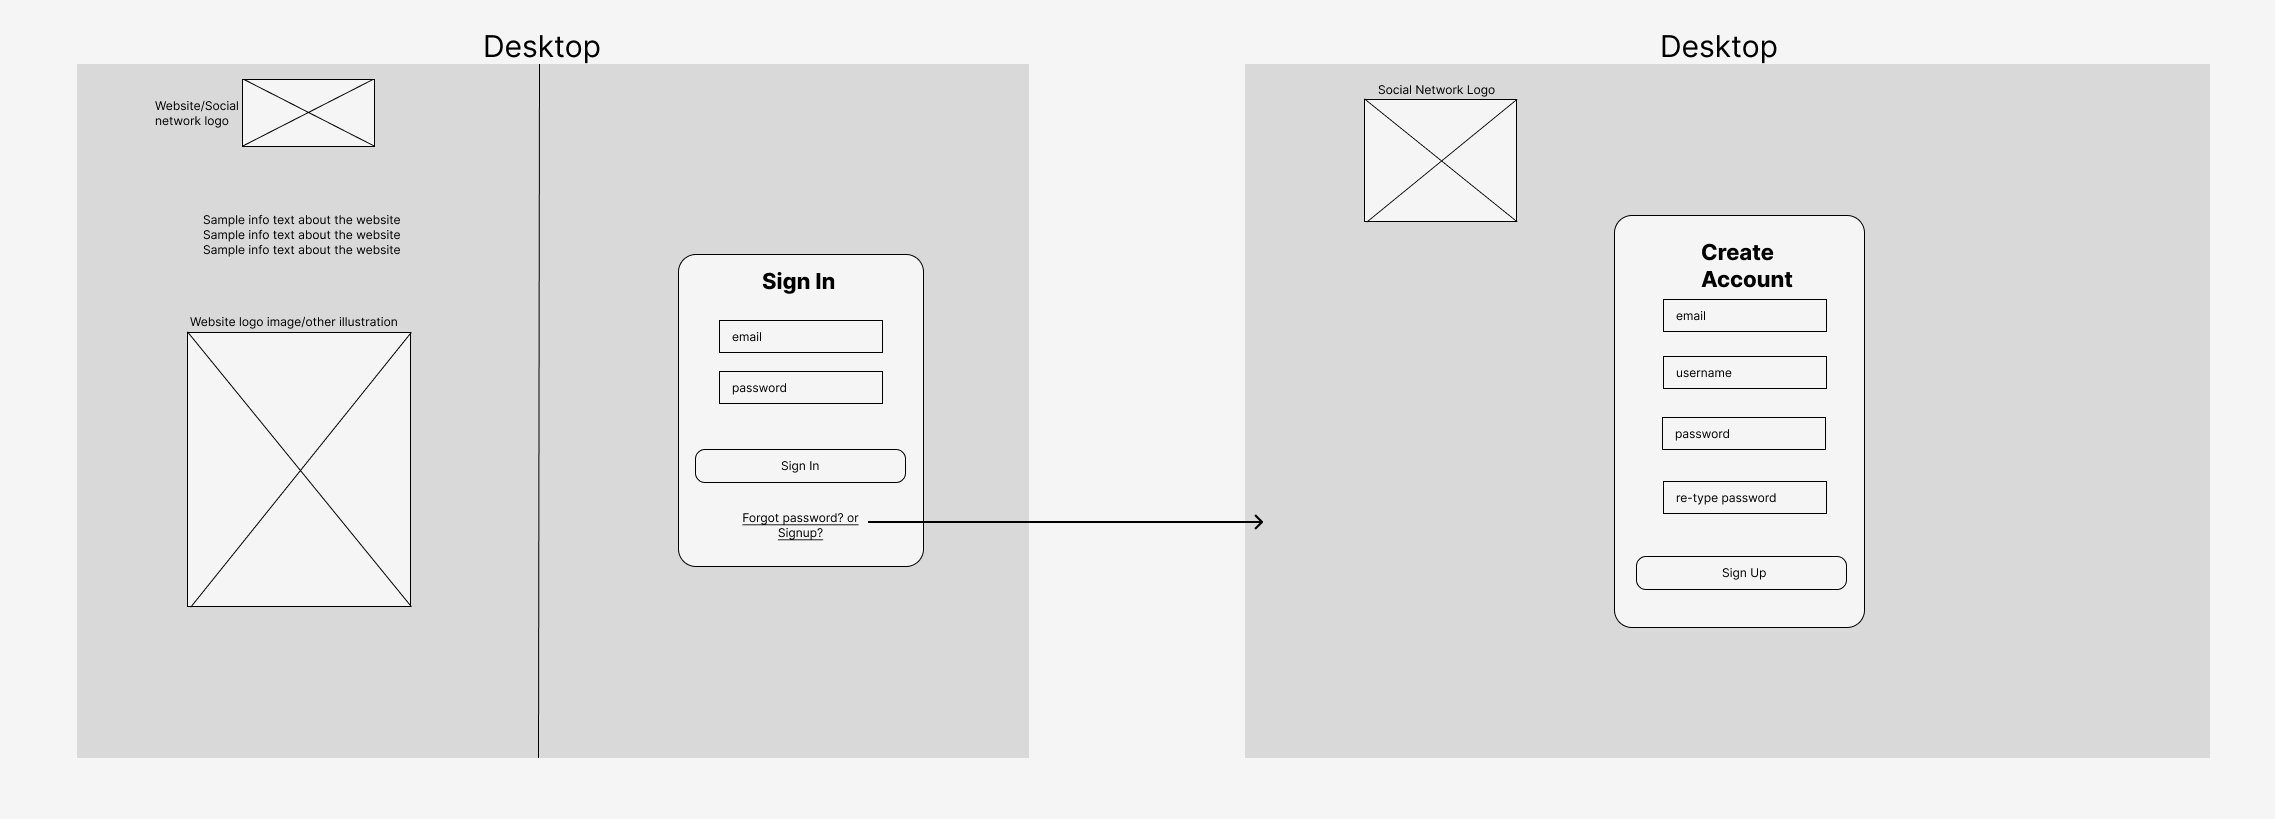 Desktop
Website/Social
network logo
Sample info text about the website
Sample info text about the website
Sample info text about the website
Website logo image/other illustration
Sign In
email
password
Sign In
Forgot password? or
Signup?
Desktop
Social Network Logo
Create
Account
email
username
password
re-type password
Sign Up